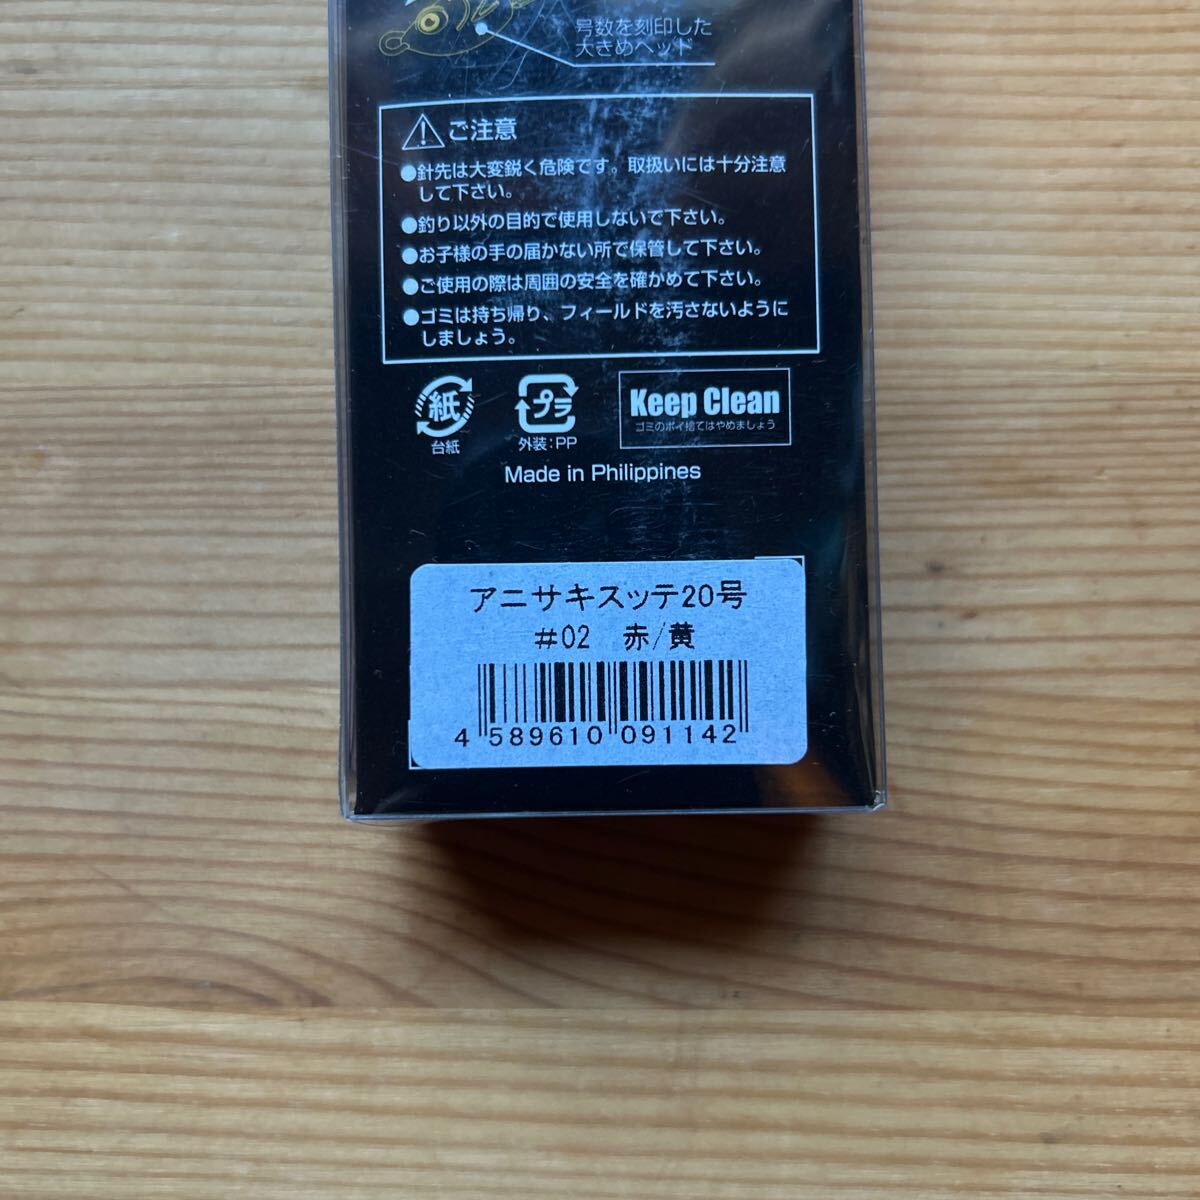 号数を刻印した
大きめヘッド
ご注意
●針先は大変鋭く危険です。取扱いには十分注意
して下さい。
●釣り以外の目的で使用しないで下さい。
●お子様の手の届かない所で保管して下さい。
●ご使用の際は周囲の安全を確かめて下さい。
●ゴミは持ち帰り、フィールドを汚さないように
しましょう。
紙
台紙
プラ
外装:PP
Keep Clean
ゴミのポイ捨てはやめましょう
Made in Philippines
アニサキスッテ20号
#02 赤/黄
4 589610 091142